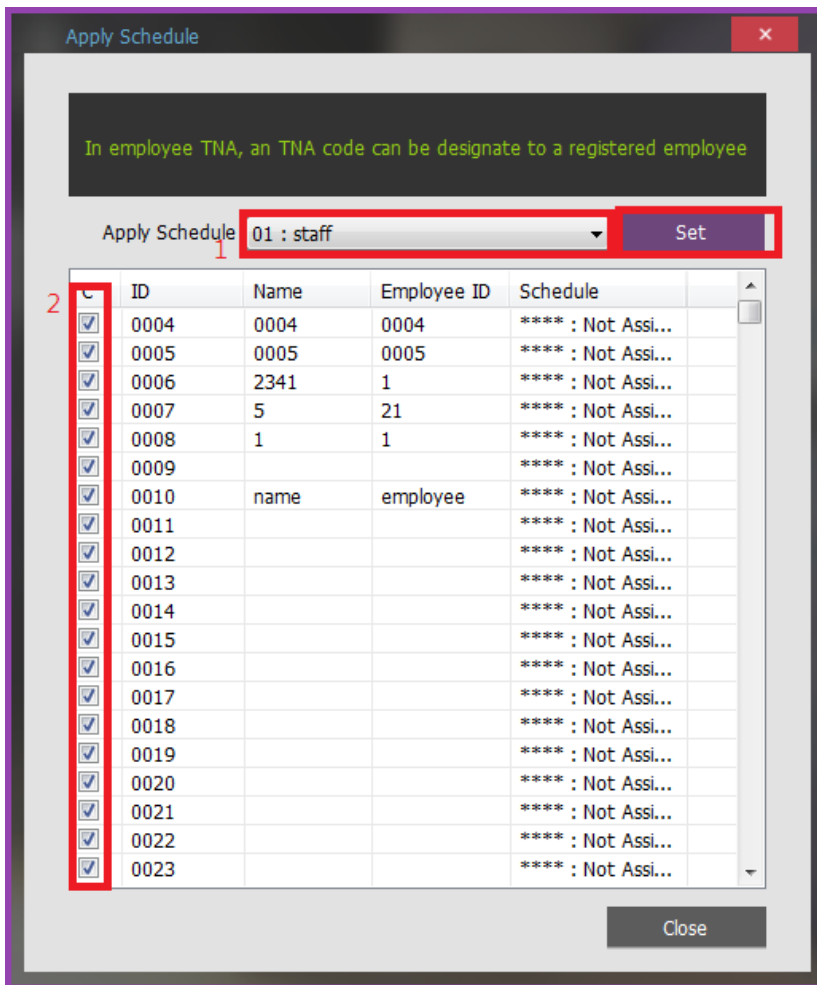 Apply Schedule
In employee TNA, an TNA code can be designate to a registered employee
Apply Schedule 01 : staff Set
1
2
C ID Name Employee ID Schedule
0004 0004 0004 **** : Not Assi...
0005 0005 0005 **** : Not Assi...
0006 2341 1 **** : Not Assi...
0007 5 21 **** : Not Assi...
0008 1 1 **** : Not Assi...
0009 **** : Not Assi...
0010 name employee **** : Not Assi...
0011 **** : Not Assi...
0012 **** : Not Assi...
0013 **** : Not Assi...
0014 **** : Not Assi...
0015 **** : Not Assi...
0016 **** : Not Assi...
0017 **** : Not Assi...
0018 **** : Not Assi...
0019 **** : Not Assi...
0020 **** : Not Assi...
0021 **** : Not Assi...
0022 **** : Not Assi...
0023 **** : Not Assi...
Close